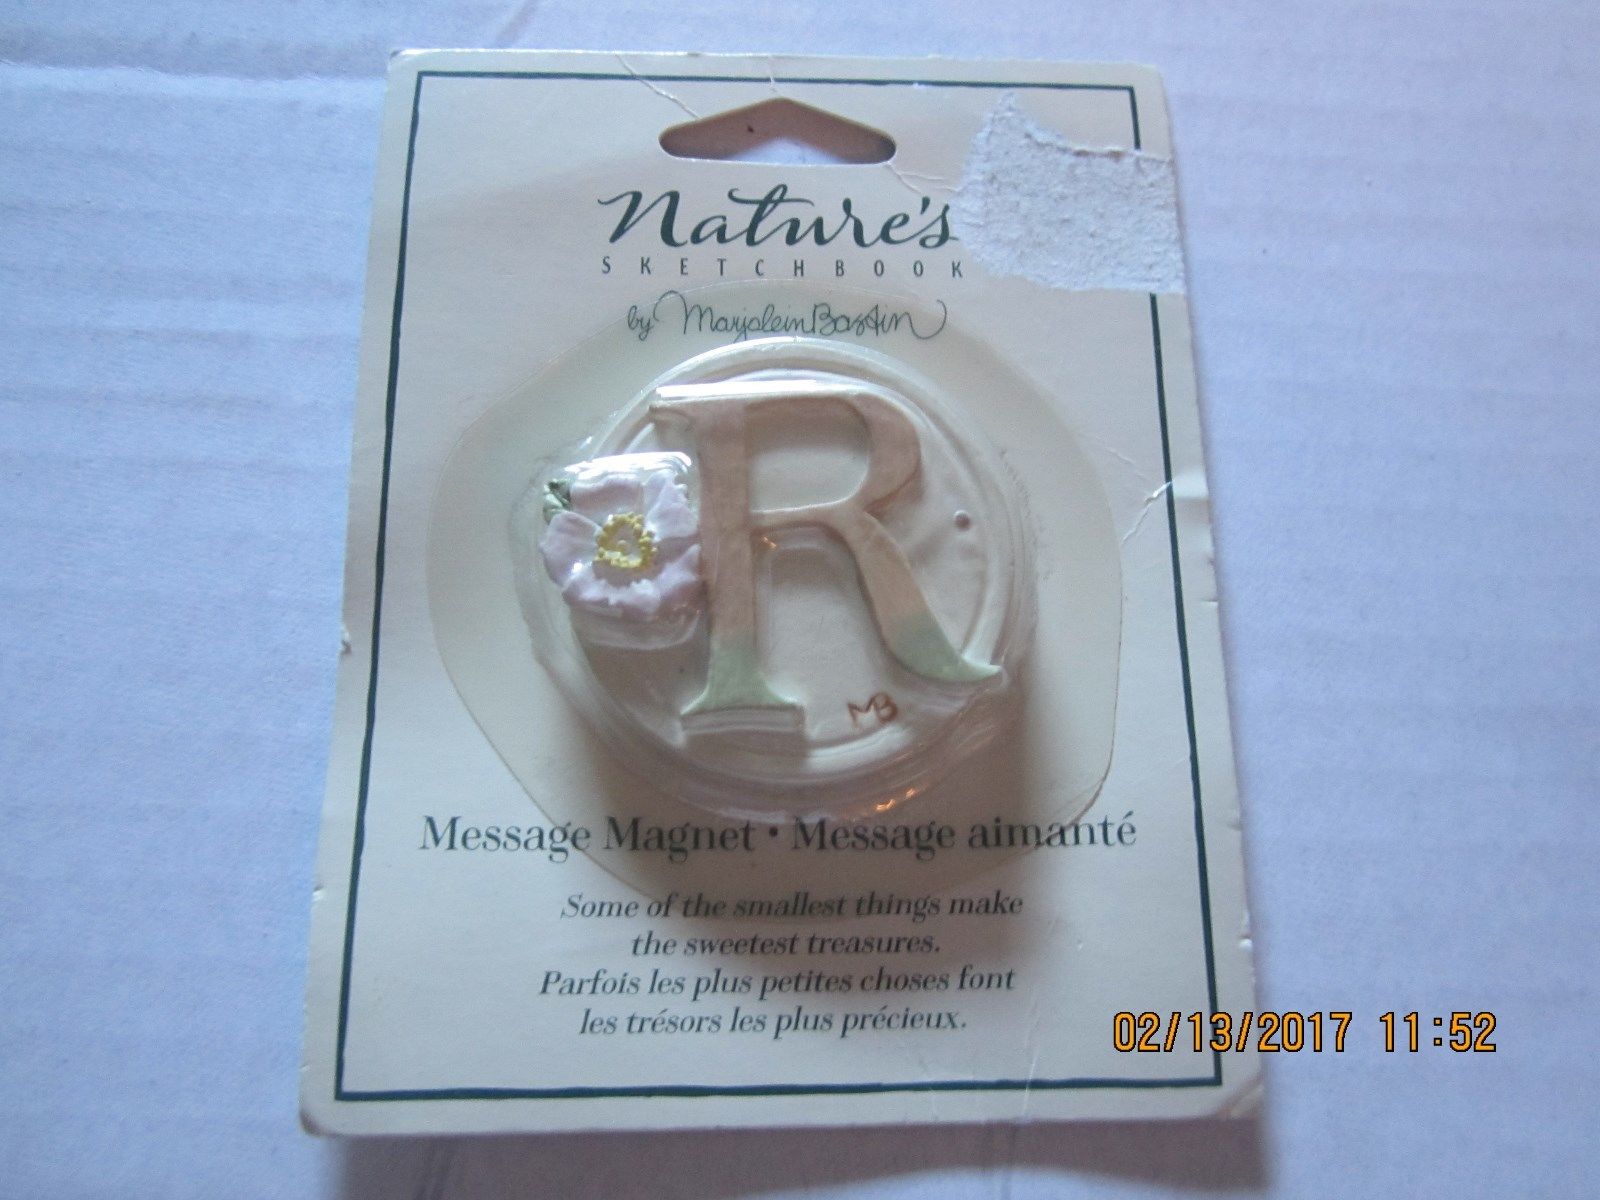 Nature's
SKETCHBOOK
by Marjolein Bastin
R
MB
Message Magnet • Message aimanté
Some of the smallest things make
the sweetest treasures.
Parfois les plus petites choses font
les trésors les plus précieux.
02/13/2017 11:52